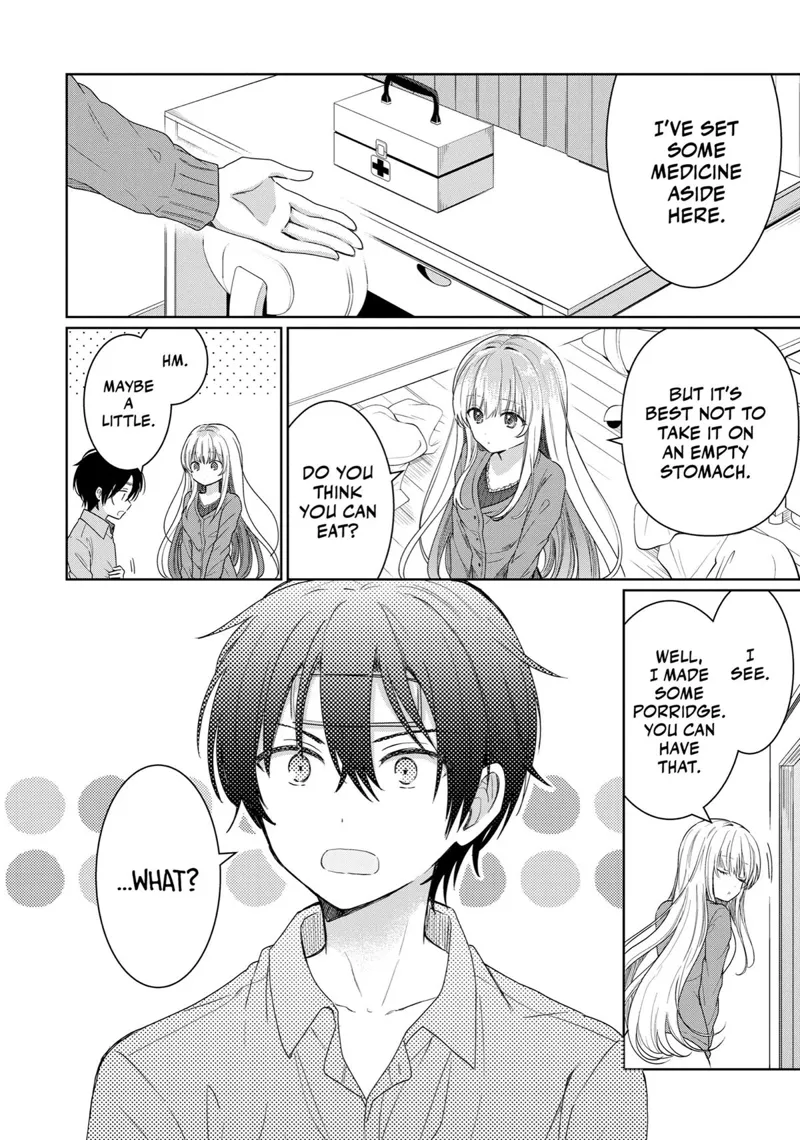 I'VE SET
SOME
MEDICINE
ASIDE
HERE.
BUT IT'S
BEST NOT TO
TAKE IT ON
AN EMPTY
STOMACH.
DO YOU
THINK
YOU CAN
EAT?
HM.
MAYBE
A
LITTLE.
I
SEE.
WELL,
I MADE
SOME
PORRIDGE.
YOU CAN
HAVE
THAT.
...WHAT?